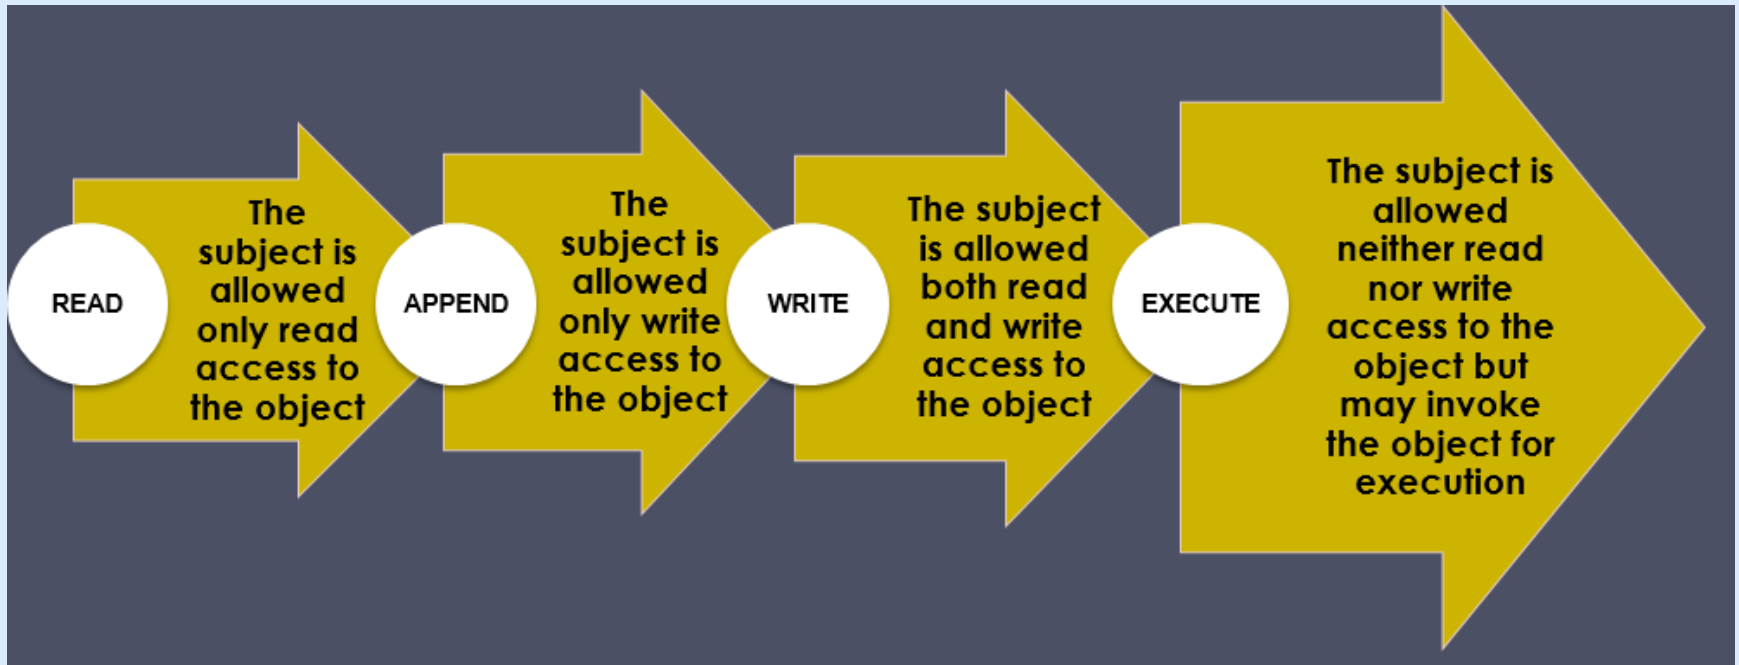 READ
The
subject is
allowed
only read
access to
the object
APPEND
The
subject is
allowed
only write
access to
the object
WRITE
The subject
is allowed
both read
and write
access to
the object
EXECUTE
The subject is
allowed
neither read
nor write
access to the
object but
may invoke
the object for
execution